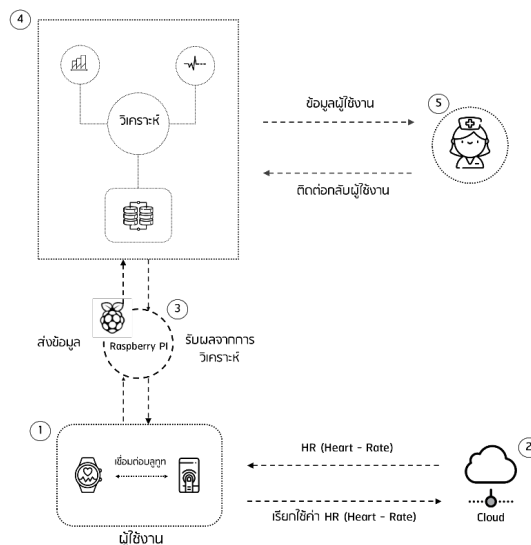 4
วิเคราะห์
ข้อมูลผู้ใช้งาน
5
ติดต่อกลับผู้ใช้งาน
3
ส่งข้อมูล
Raspberry PI
รับผลจากการ
วิเคราะห์
1
เชื่อมต่อบลูทูท
HR (Heart - Rate)
2
เรียกใช้ค่า HR (Heart - Rate)
Cloud
ผู้ใช้งาน